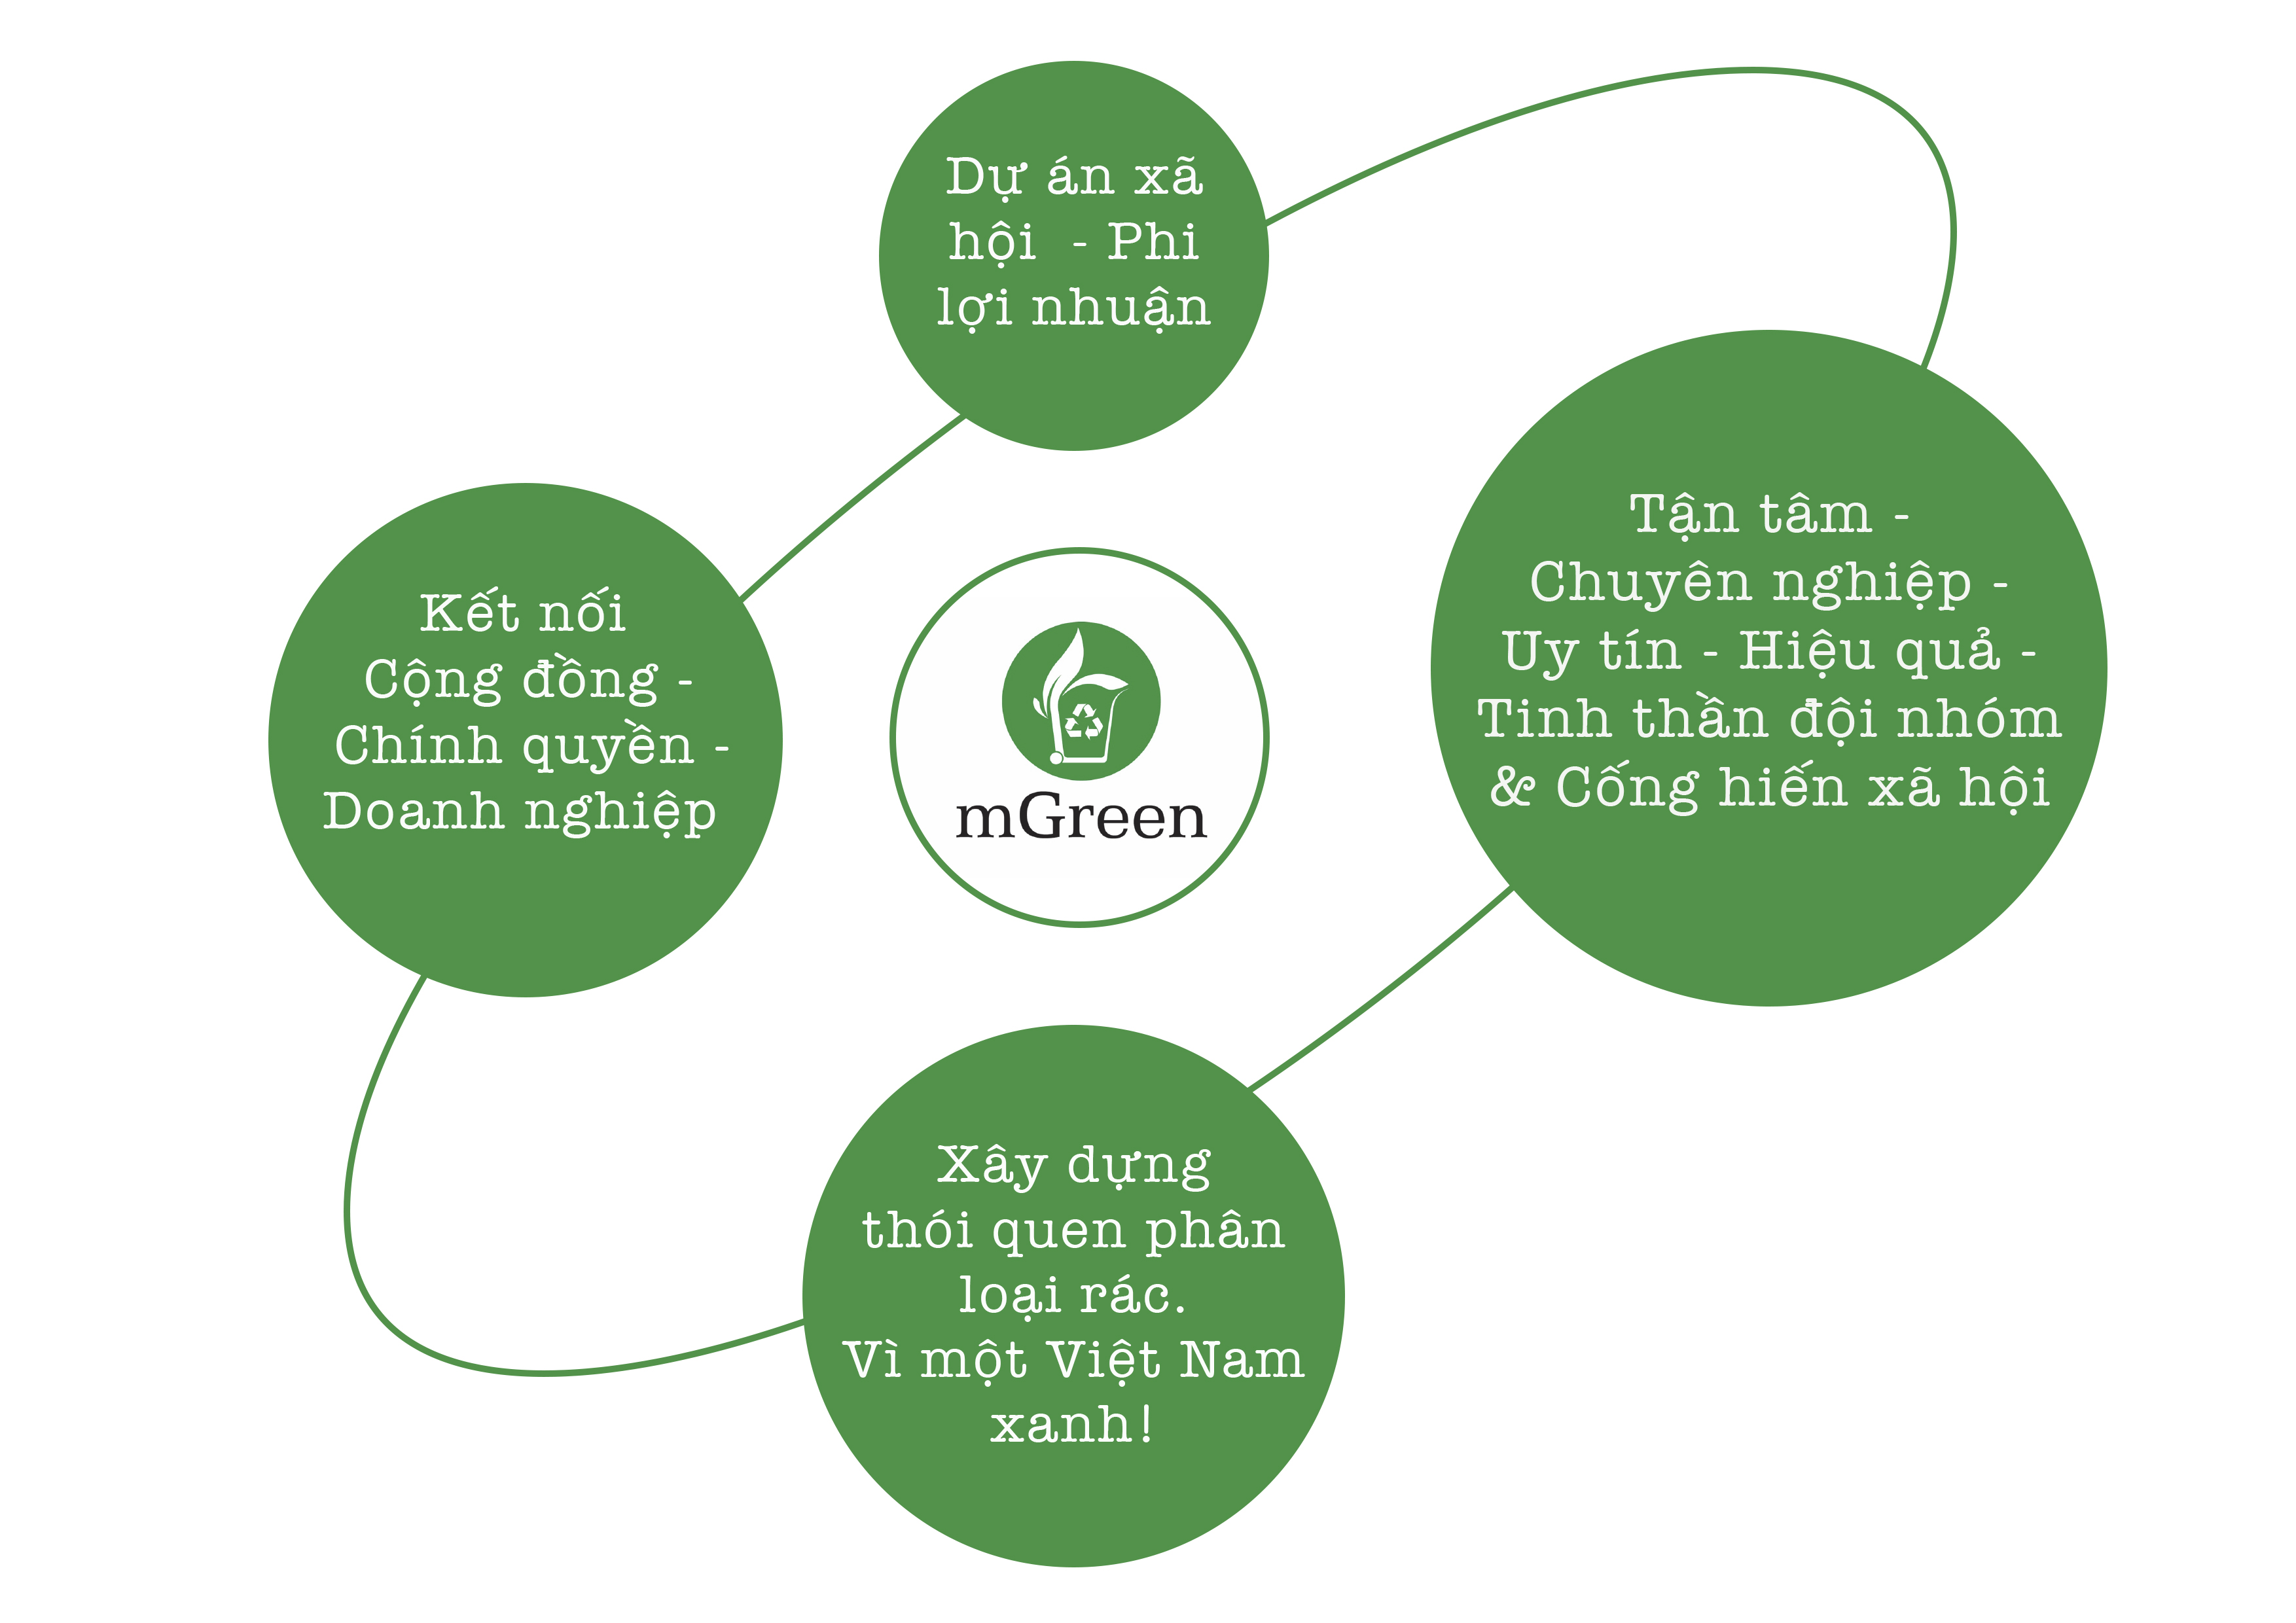 Dự án xã
hội - Phi
lợi nhuận
Kết nối
Cộng đồng -
Chính quyền -
Doanh nghiệp
mGreen
Tận tâm -
Chuyên nghiệp -
Uy tín - Hiệu quả -
Tinh thần đội nhóm
& Cống hiến xã hội
Xây dựng
thói quen phân
loại rác.
Vì một Việt Nam
xanh!